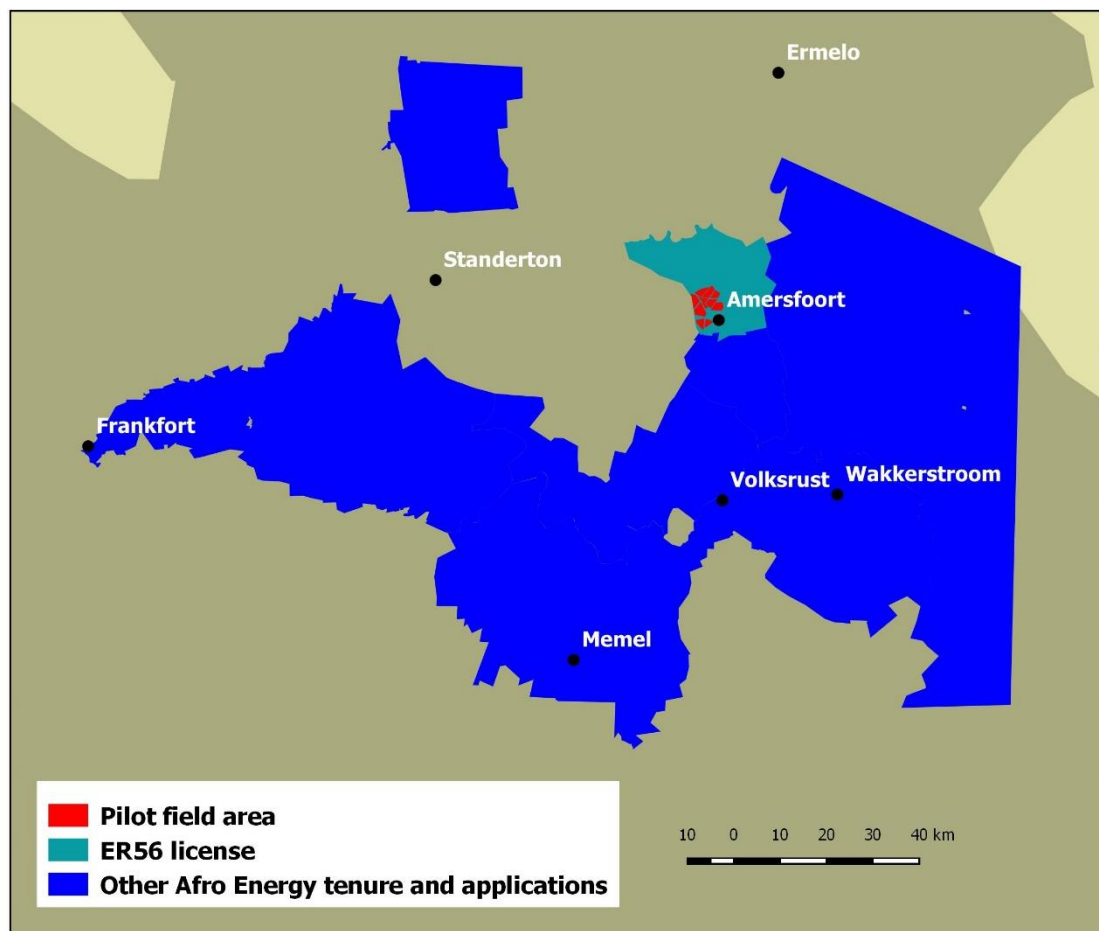 Ermelo
Standerton
Amersfoort
Frankfort
Volksrust
Wakkerstroom
Memel
Pilot field area
ER56 license
Other Afro Energy tenure and applications
10 0 10 20 30 40 km